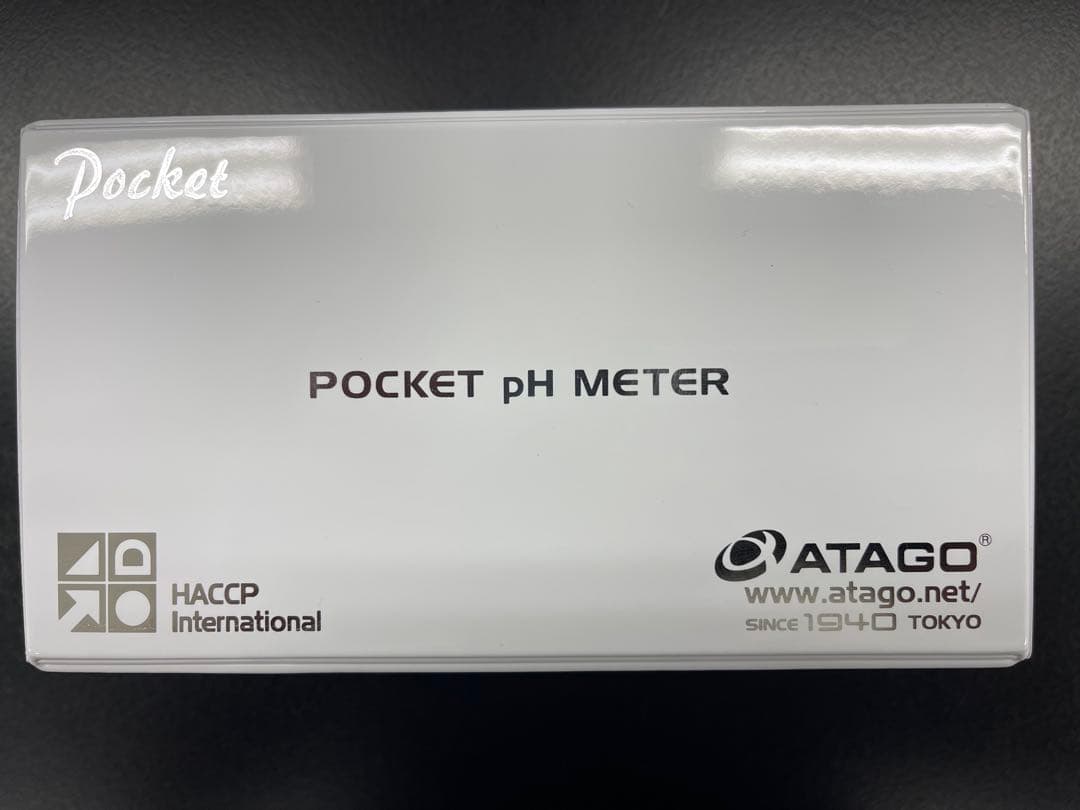 Pocket
POCKET pH METER
HACCP
International
ATAGO®
www.atago.net/
SINCE 1940 TOKYO